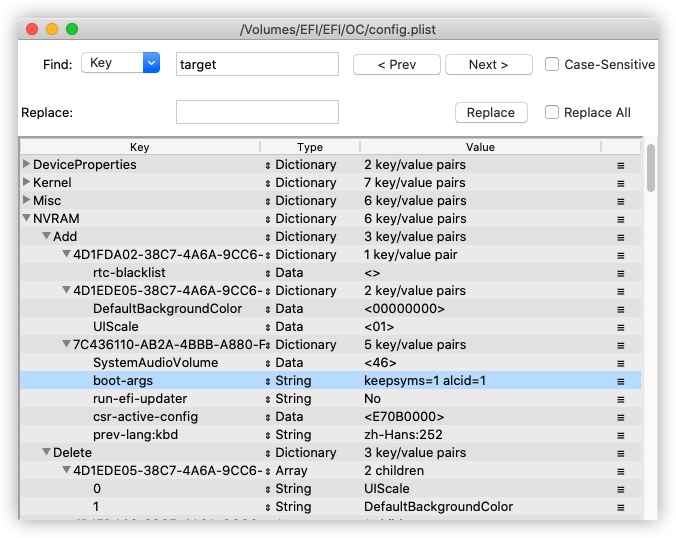 /Volumes/EFI/EFI/OC/config.plist
Find: Key target < Prev Next > Case-Sensitive
Replace: Replace Replace All
Key Type Value
DeviceProperties Dictionary 2 key/value pairs
Kernel Dictionary 7 key/value pairs
Misc Dictionary 6 key/value pairs
NVRAM Dictionary 6 key/value pairs
Add Dictionary 3 key/value pairs
4D1FDA02-38C7-4A6A-9CC6- Dictionary 1 key/value pair
rtc-blacklist Data <>
4D1EDE05-38C7-4A6A-9CC6- Dictionary 2 key/value pairs
DefaultBackgroundColor Data <00000000>
UIScale Data <01>
7C436110-AB2A-4BBB-A880-F Dictionary 5 key/value pairs
SystemAudioVolume Data <46>
boot-args String keepsyms=1 alcid=1
run-efi-updater String No
csr-active-config Data <E70B0000>
prev-lang:kbd String zh-Hans:252
Delete Dictionary 3 key/value pairs
4D1EDE05-38C7-4A6A-9CC6- Array 2 children
0 String UIScale
1 String DefaultBackgroundColor